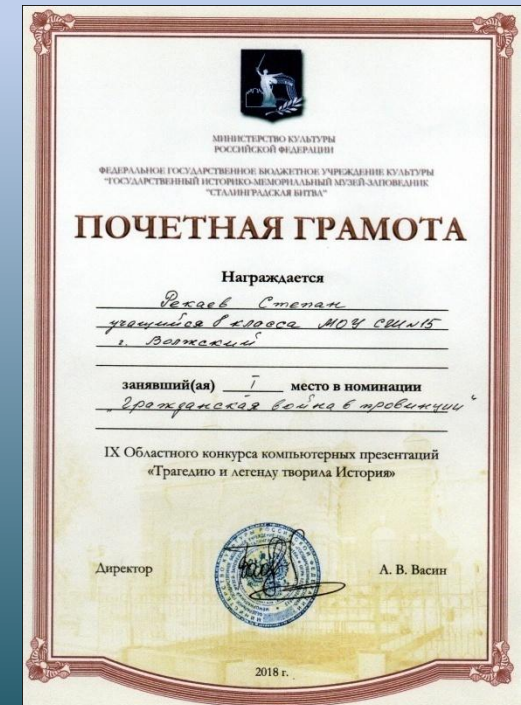 МИНИСТЕРСТВО КУЛЬТУРЫ
РОССИЙСКОЙ ФЕДЕРАЦИИ
ФЕДЕРАЛЬНОЕ ГОСУДАРСТВЕННОЕ БЮДЖЕТНОЕ УЧРЕЖДЕНИЕ КУЛЬТУРЫ
"ГОСУДАРСТВЕННЫЙ ИСТОРИКО-МЕМОРИАЛЬНЫЙ МУЗЕЙ-ЗАПОВЕДНИК
"СТАЛИНГРАДСКАЯ БИТВА"
ПОЧЕТНАЯ ГРАМОТА
Награждается
Рекаев Степан
учащийся 8 класса МОУ СШ №15
г. Волжский
занявший(ая) I место в номинации
"Гражданская война в провинции"
IX Областного конкурса компьютерных презентаций
«Трагедию и легенду творила История»
Директор А. В. Васин
2018 г.